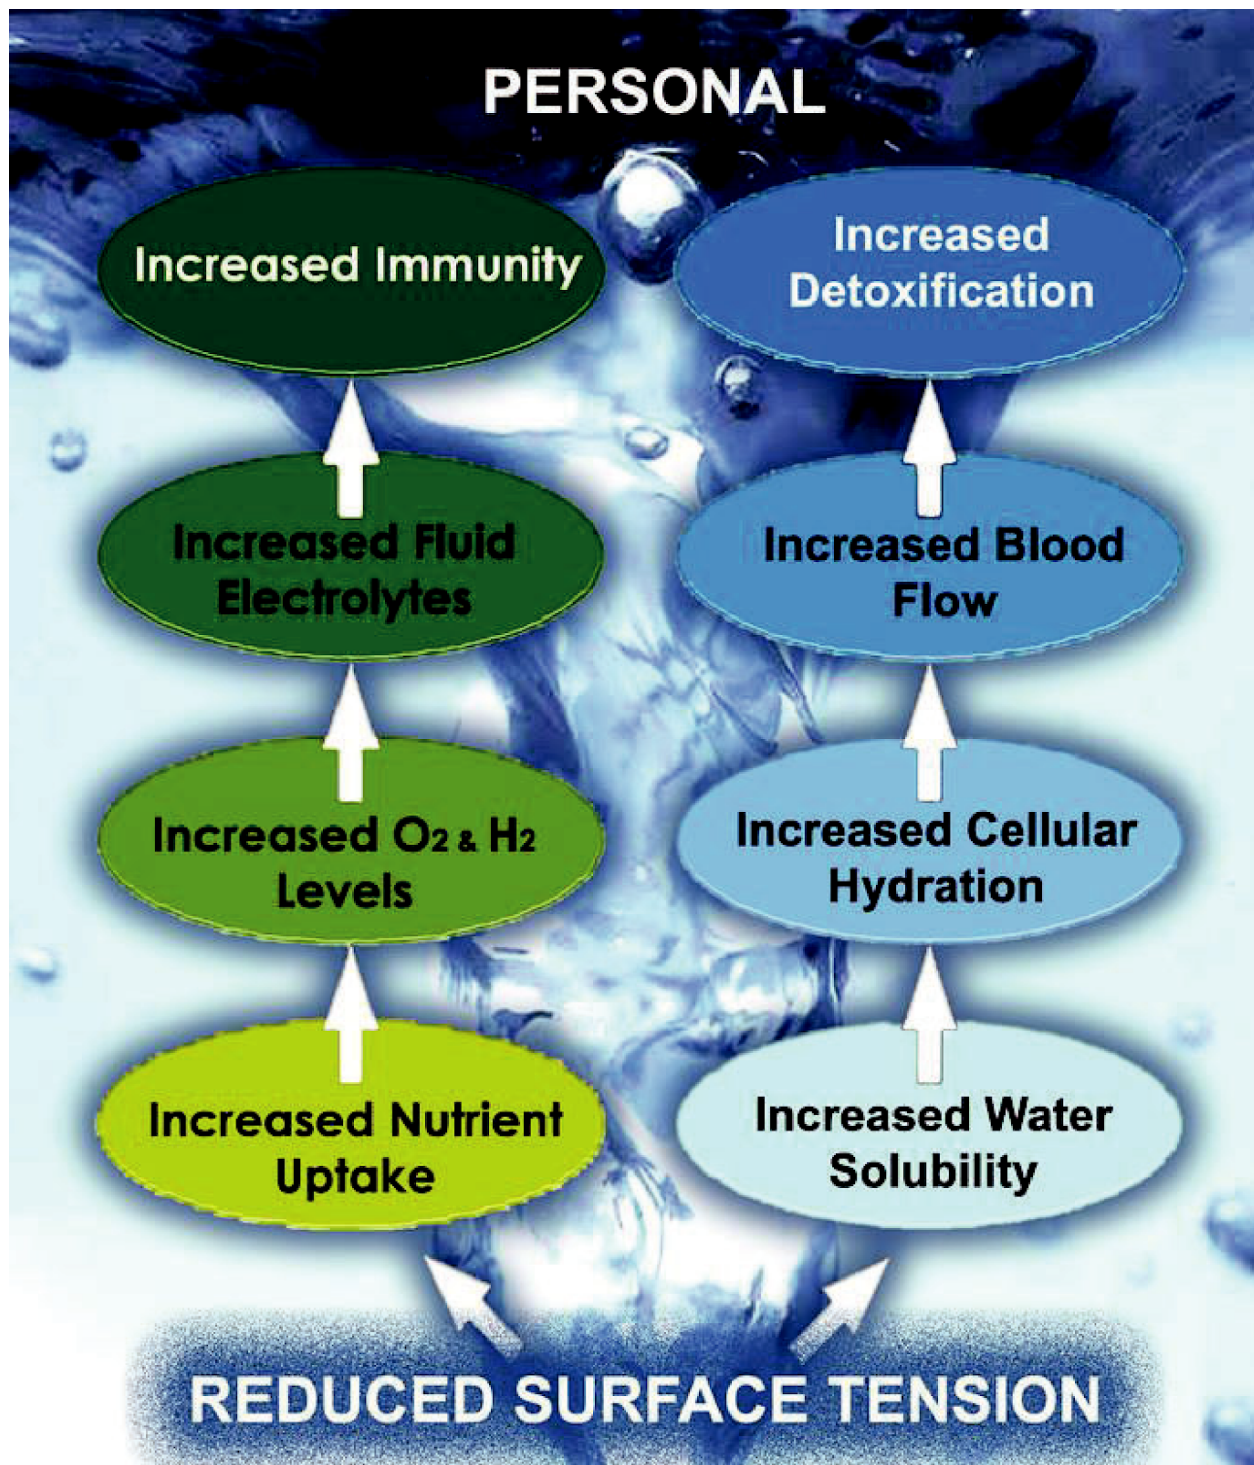 PERSONAL
Increased Immunity
Increased Fluid
Electrolytes
Increased O2 & H2
Levels
Increased Nutrient
Uptake
Increased
Detoxification
Increased Blood
Flow
Increased Cellular
Hydration
Increased Water
Solubility
REDUCED SURFACE TENSION